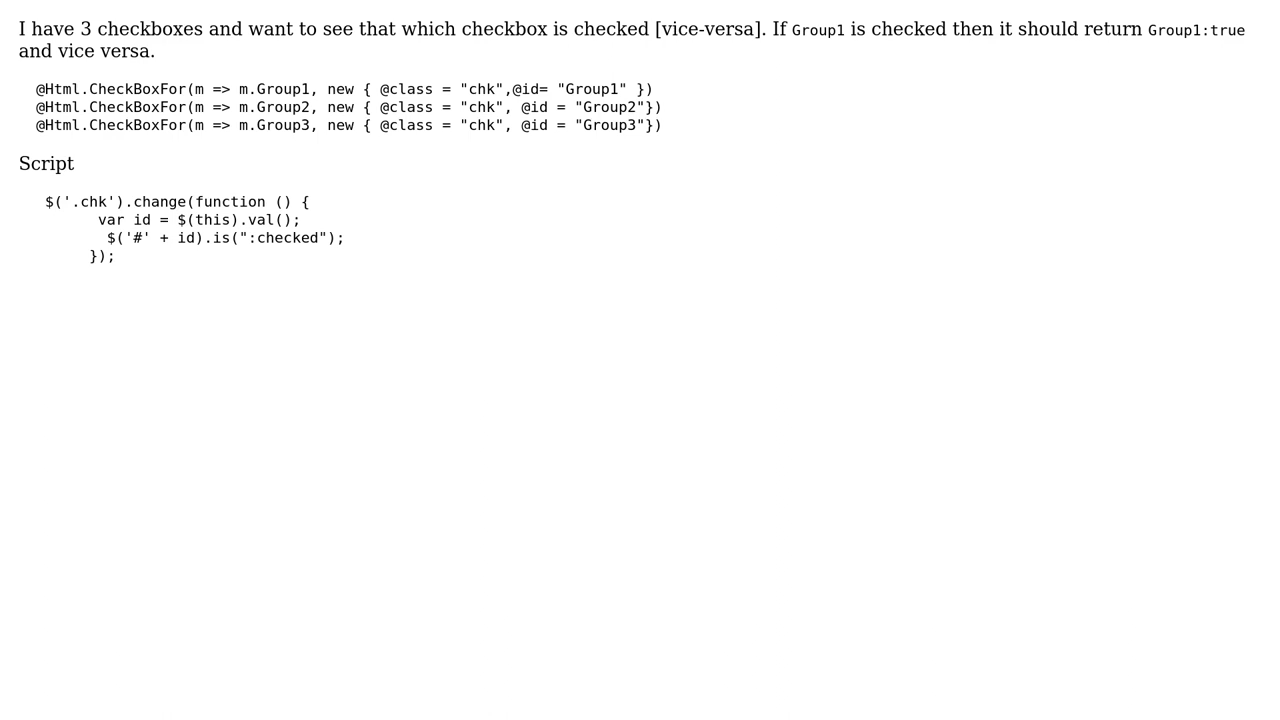 I have 3 checkboxes and want to see that which checkbox is checked [vice-versa]. If Group1 is checked then it should return Group1:true
and vice versa.
@Html.CheckBoxFor(m => m.Group1, new { @class = "chk",@id= "Group1" })
@Html.CheckBoxFor(m => m.Group2, new { @class = "chk", @id = "Group2"})
@Html.CheckBoxFor(m => m.Group3, new { @class = "chk", @id = "Group3"})
Script
$('.chk').change(function () {
var id = $(this).val();
$('#' + id).is(":checked");
});